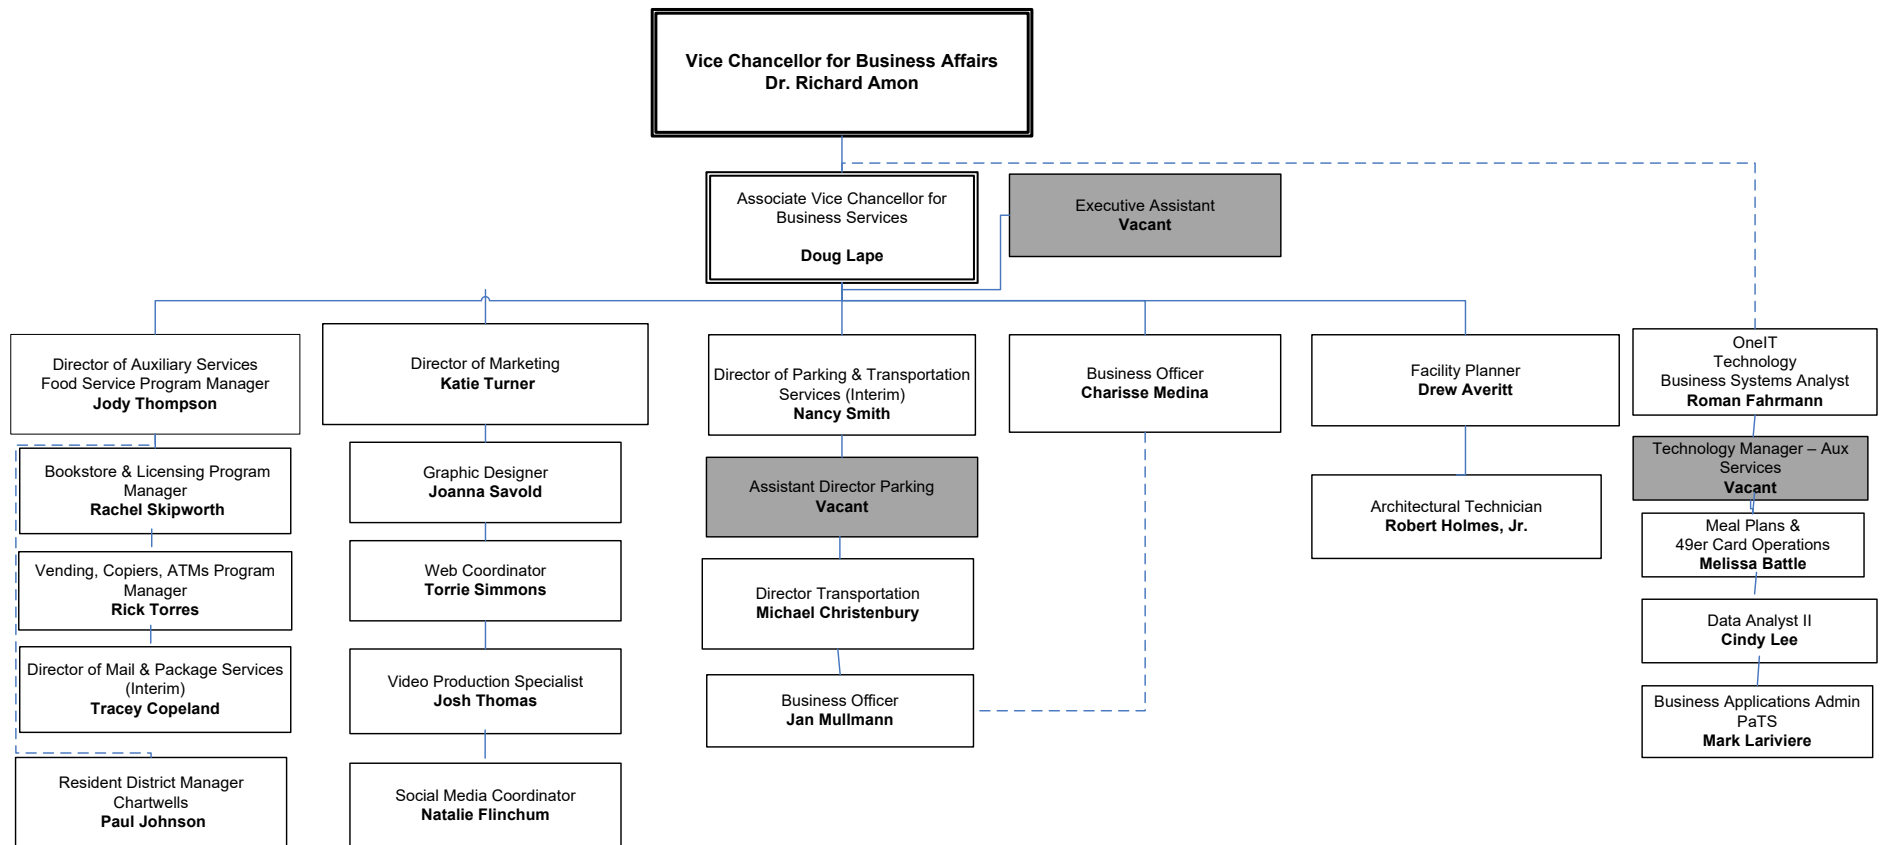 Vice Chancellor for Business Affairs
Dr. Richard Amon
Associate Vice Chancellor for
Business Services
Doug Lape
Executive Assistant
Vacant
Director of Auxiliary Services
Food Service Program Manager
Jody Thompson
Bookstore & Licensing Program
Manager
Rachel Skipworth
Vending, Copiers, ATMs Program
Manager
Rick Torres
Director of Mail & Package Services
(Interim)
Tracey Copeland
Resident District Manager
Chartwells
Paul Johnson
Director of Marketing
Katie Turner
Graphic Designer
Joanna Savold
Web Coordinator
Torrie Simmons
Video Production Specialist
Josh Thomas
Social Media Coordinator
Natalie Flinchum
Director of Parking & Transportation
Services (Interim)
Nancy Smith
Assistant Director Parking
Vacant
Director Transportation
Michael Christenbury
Business Officer
Jan Mullmann
Business Officer
Charisse Medina
Facility Planner
Drew Averitt
Architectural Technician
Robert Holmes, Jr.
OneIT
Technology
Business Systems Analyst
Roman Fahrmann
Technology Manager – Aux
Services
Vacant
Meal Plans &
49er Card Operations
Melissa Battle
Data Analyst II
Cindy Lee
Business Applications Admin
PaTS
Mark Lariviere